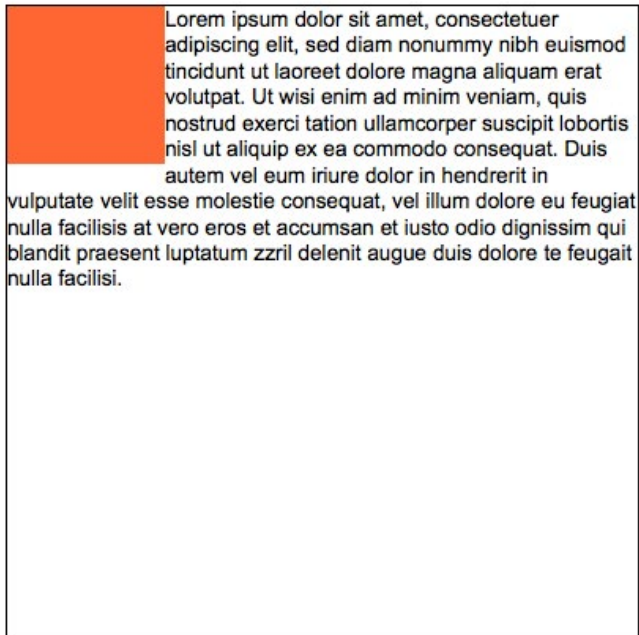 Lorem ipsum dolor sit amet, consectetuer
adipiscing elit, sed diam nonummy nibh euismod
tincidunt ut laoreet dolore magna aliquam erat
volutpat. Ut wisi enim ad minim veniam, quis
nostrud exerci tation ullamcorper suscipit lobortis
nisl ut aliquip ex ea commodo consequat. Duis
autem vel eum iriure dolor in hendrerit in
vulputate velit esse molestie consequat, vel illum dolore eu feugiat
nulla facilisis at vero eros et accumsan et iusto odio dignissim qui
blandit praesent luptatum zzril delenit augue duis dolore te feugait
nulla facilisi.